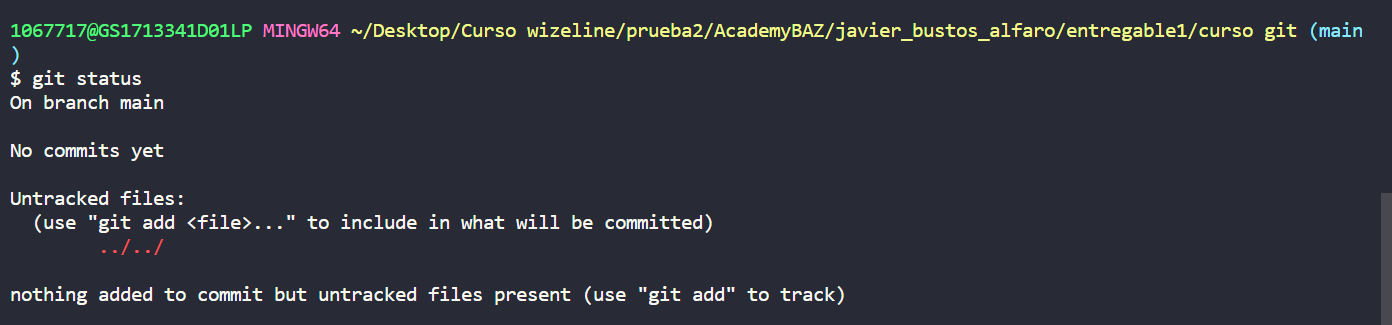 1067717@GS1713341D01LP MINGW64 ~/Desktop/Curso wizeline/prueba2/AcademyBAZ/javier_bustos_alfaro/entregable1/curso git (main
)
$ git status
On branch main
No commits yet
Untracked files:
  (use "git add <file>..." to include in what will be committed)
        ../../
nothing added to commit but untracked files present (use "git add" to track)